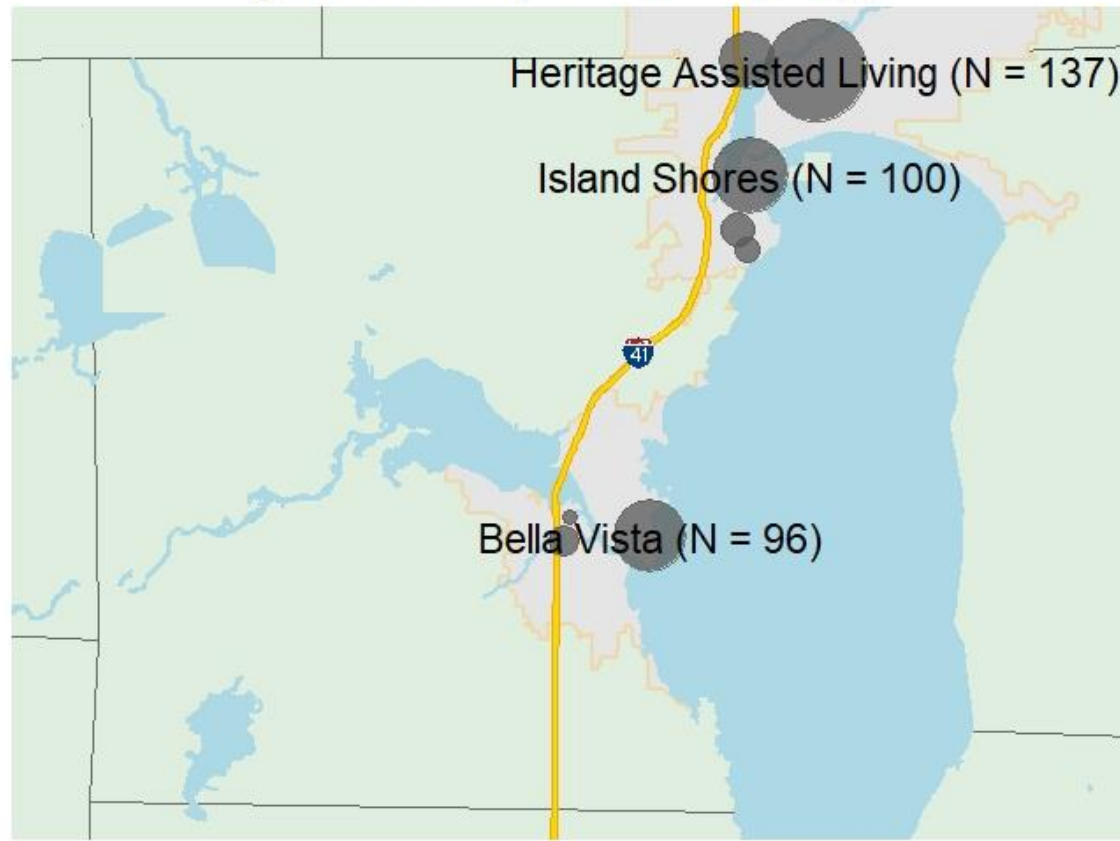 Heritage Assisted Living (N = 137)
Island Shores (N = 100)
41
Bella Vista (N = 96)